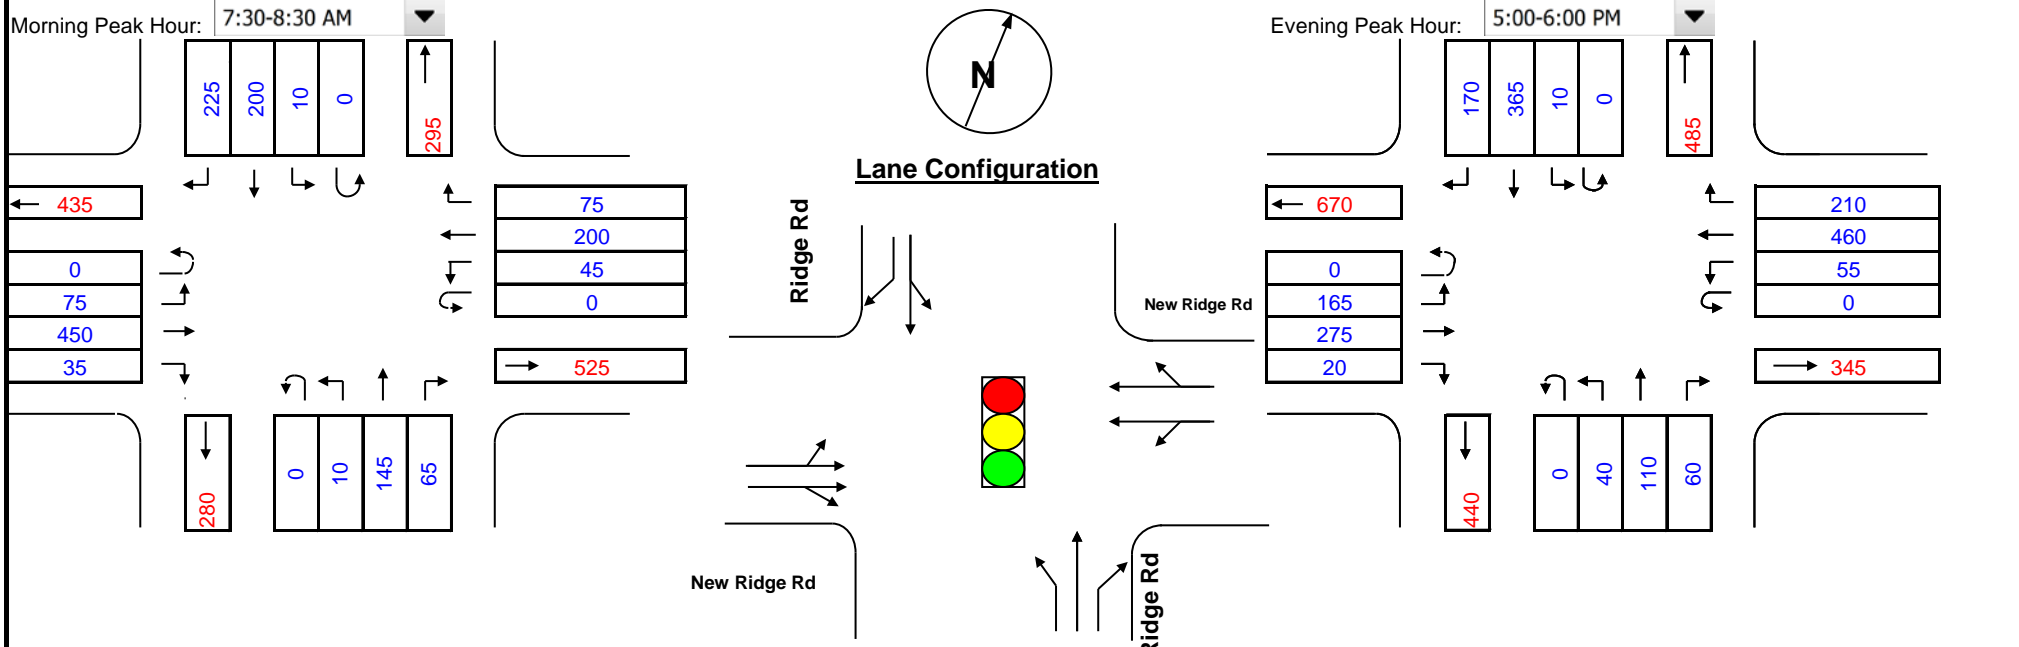 Morning Peak Hour: 7:30-8:30 AM
225 200 10 0
295
435
75
200
45
0
0
75
450
35
525
280
0 10 145 65
N
Lane Configuration
Ridge Rd
New Ridge Rd
New Ridge Rd
Ridge Rd
Evening Peak Hour: 5:00-6:00 PM
170 365 10 0
485
670
210
460
55
0
0
165
275
20
345
440
0 40 110 60